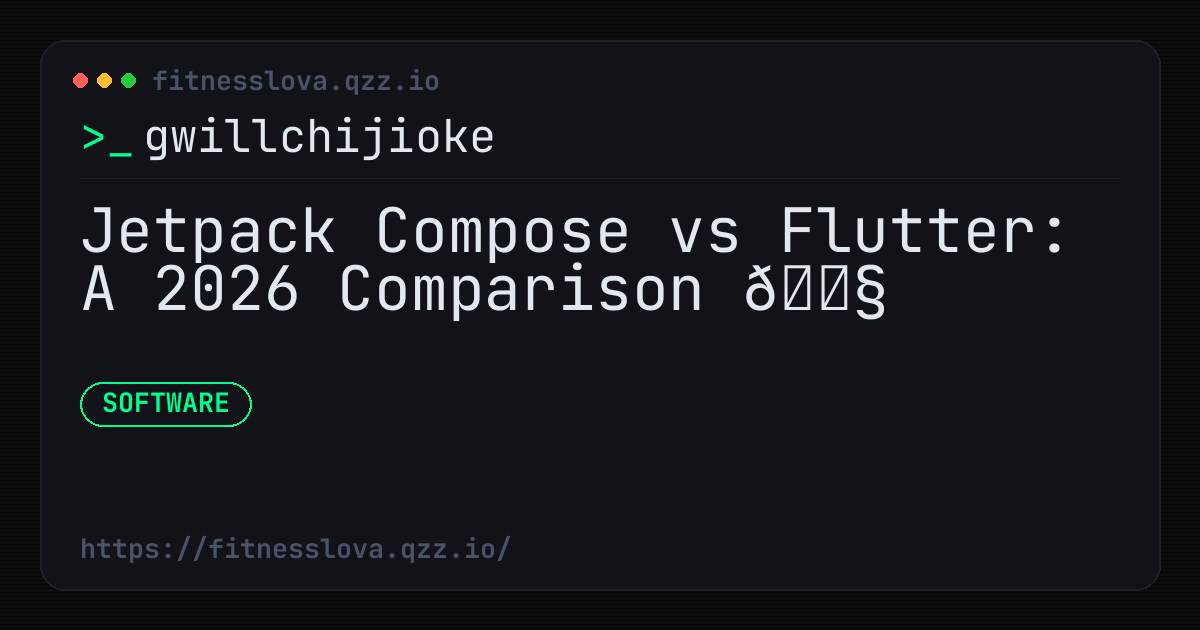 fitnesslova.qzz.io
>_ gwillchijioke
Jetpack Compose vs Flutter:
A 2026 Comparison ð§
SOFTWARE
https://fitnesslova.qzz.io/